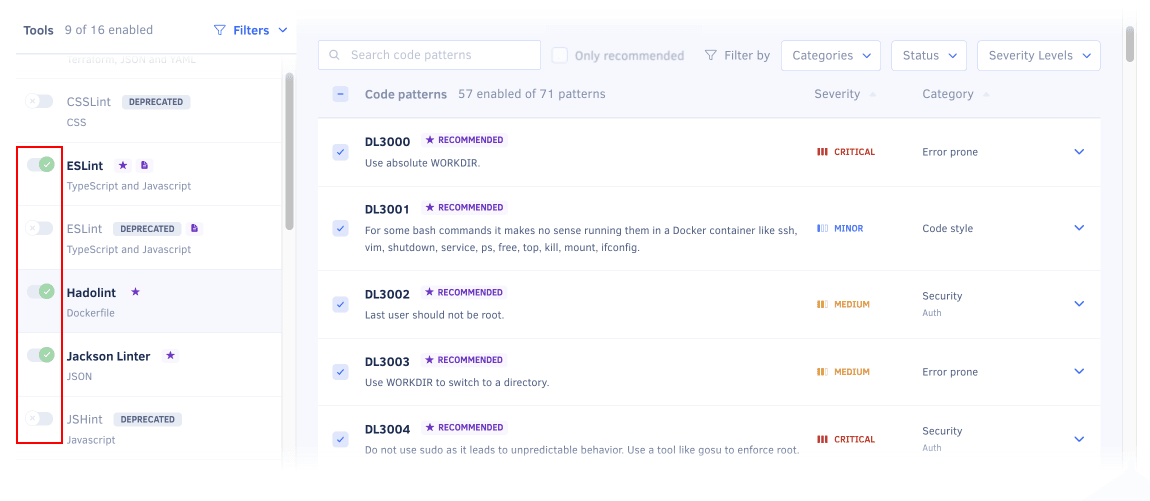 Tools 9 of 16 enabled Filters
Terraform, JSON and YAML
CSSLint DEPRECATED
CSS
ESLint
TypeScript and Javascript
ESLint DEPRECATED
TypeScript and Javascript
Hadolint
Dockerfile
Jackson Linter
JSON
JSHint DEPRECATED
Javascript
Search code patterns Only recommended Filter by Categories Status Severity Levels
Code patterns 57 enabled of 71 patterns Severity Category
DL3000 RECOMMENDED
Use absolute WORKDIR.
CRITICAL Error prone
DL3001 RECOMMENDED
For some bash commands it makes no sense running them in a Docker container like ssh,
vim, shutdown, service, ps, free, top, kill, mount, ifconfig.
MINOR Code style
DL3002 RECOMMENDED
Last user should not be root.
MEDIUM Security
Auth
DL3003 RECOMMENDED
Use WORKDIR to switch to a directory.
MEDIUM Error prone
DL3004 RECOMMENDED
Do not use sudo as it leads to unpredictable behavior. Use a tool like gosu to enforce root.
CRITICAL Security
Auth